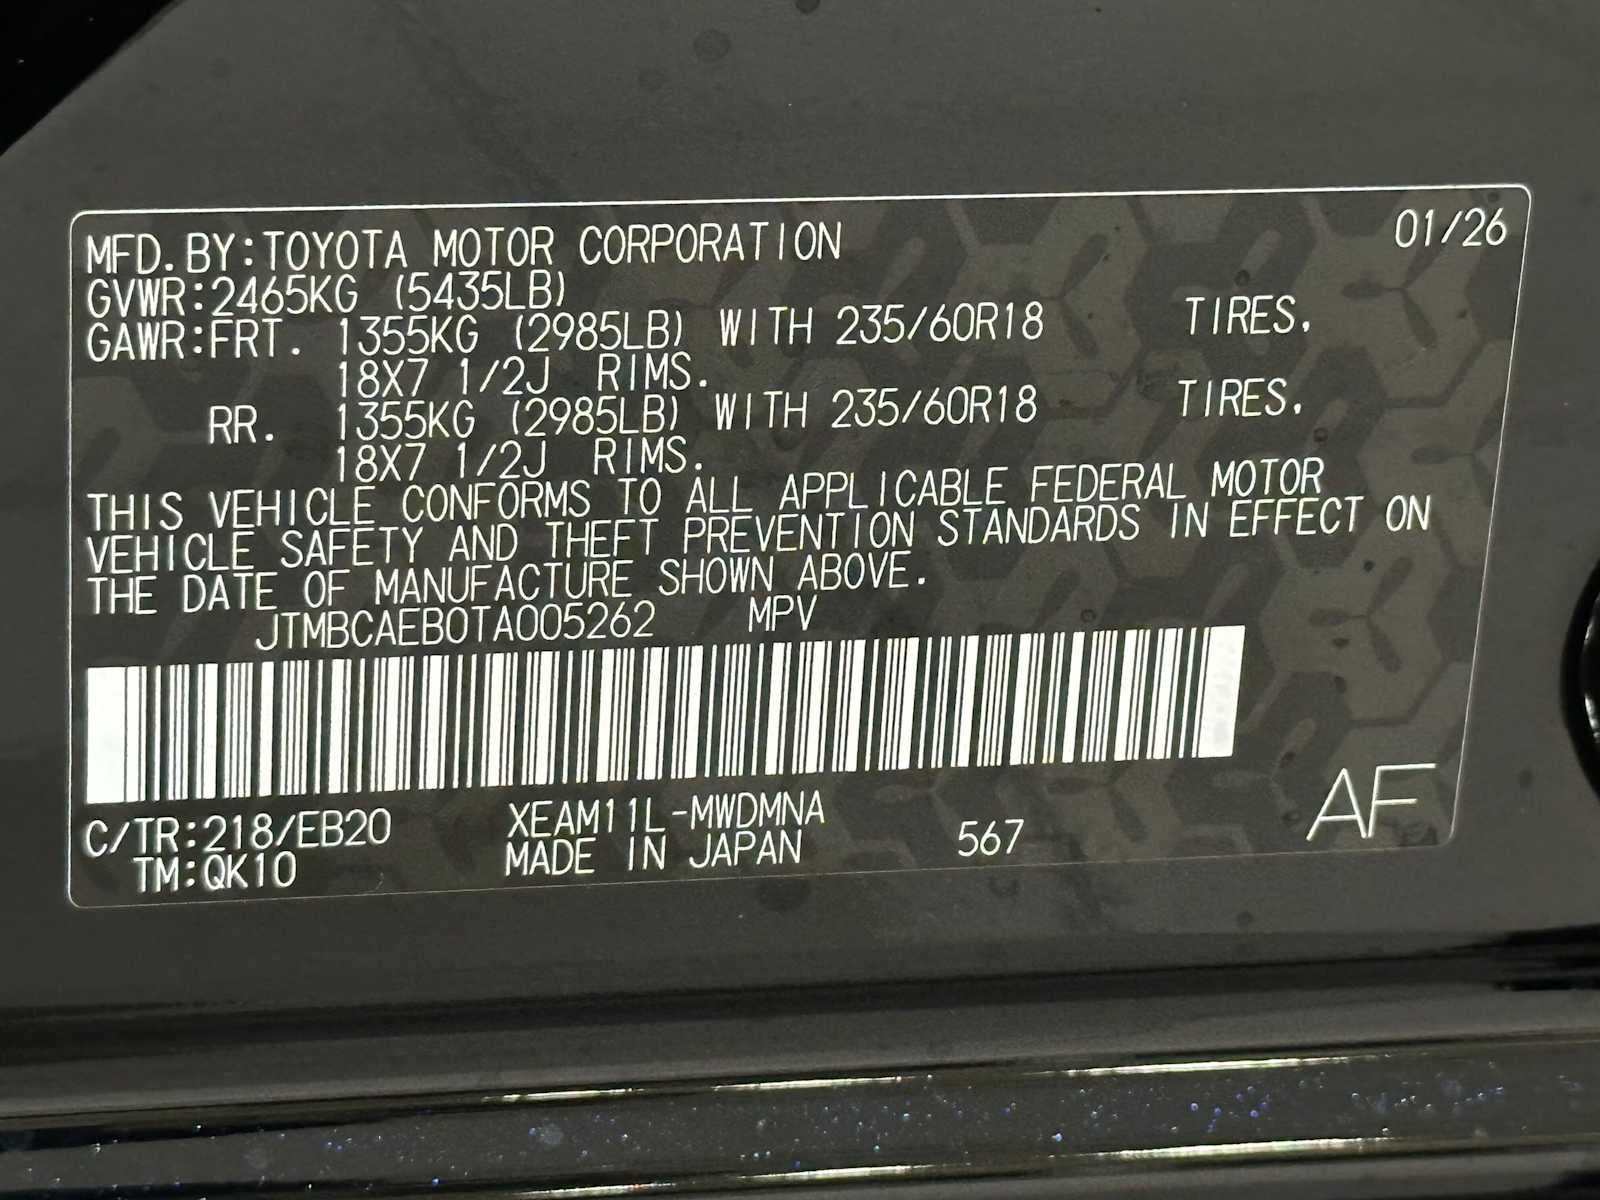 MFD.BY:TOYOTA MOTOR CORPORATION 01/26
GVWR:2465KG (5435LB)
GAWR:FRT. 1355KG (2985LB) WITH 235/60R18 TIRES.
18X7 1/2J RIMS.
RR. 1355KG (2985LB) WITH 235/60R18 TIRES.
18X7 1/2J RIMS.
THIS VEHICLE CONFORMS TO ALL APPLICABLE FEDERAL MOTOR
VEHICLE SAFETY AND THEFT PREVENTION STANDARDS IN EFFECT ON
THE DATE OF MANUFACTURE SHOWN ABOVE.
JTMBCAEB0TA005262 MPV
C/TR:218/EB20 XEAM11L-MWDMNA
TM:QK10 MADE IN JAPAN 567 AF